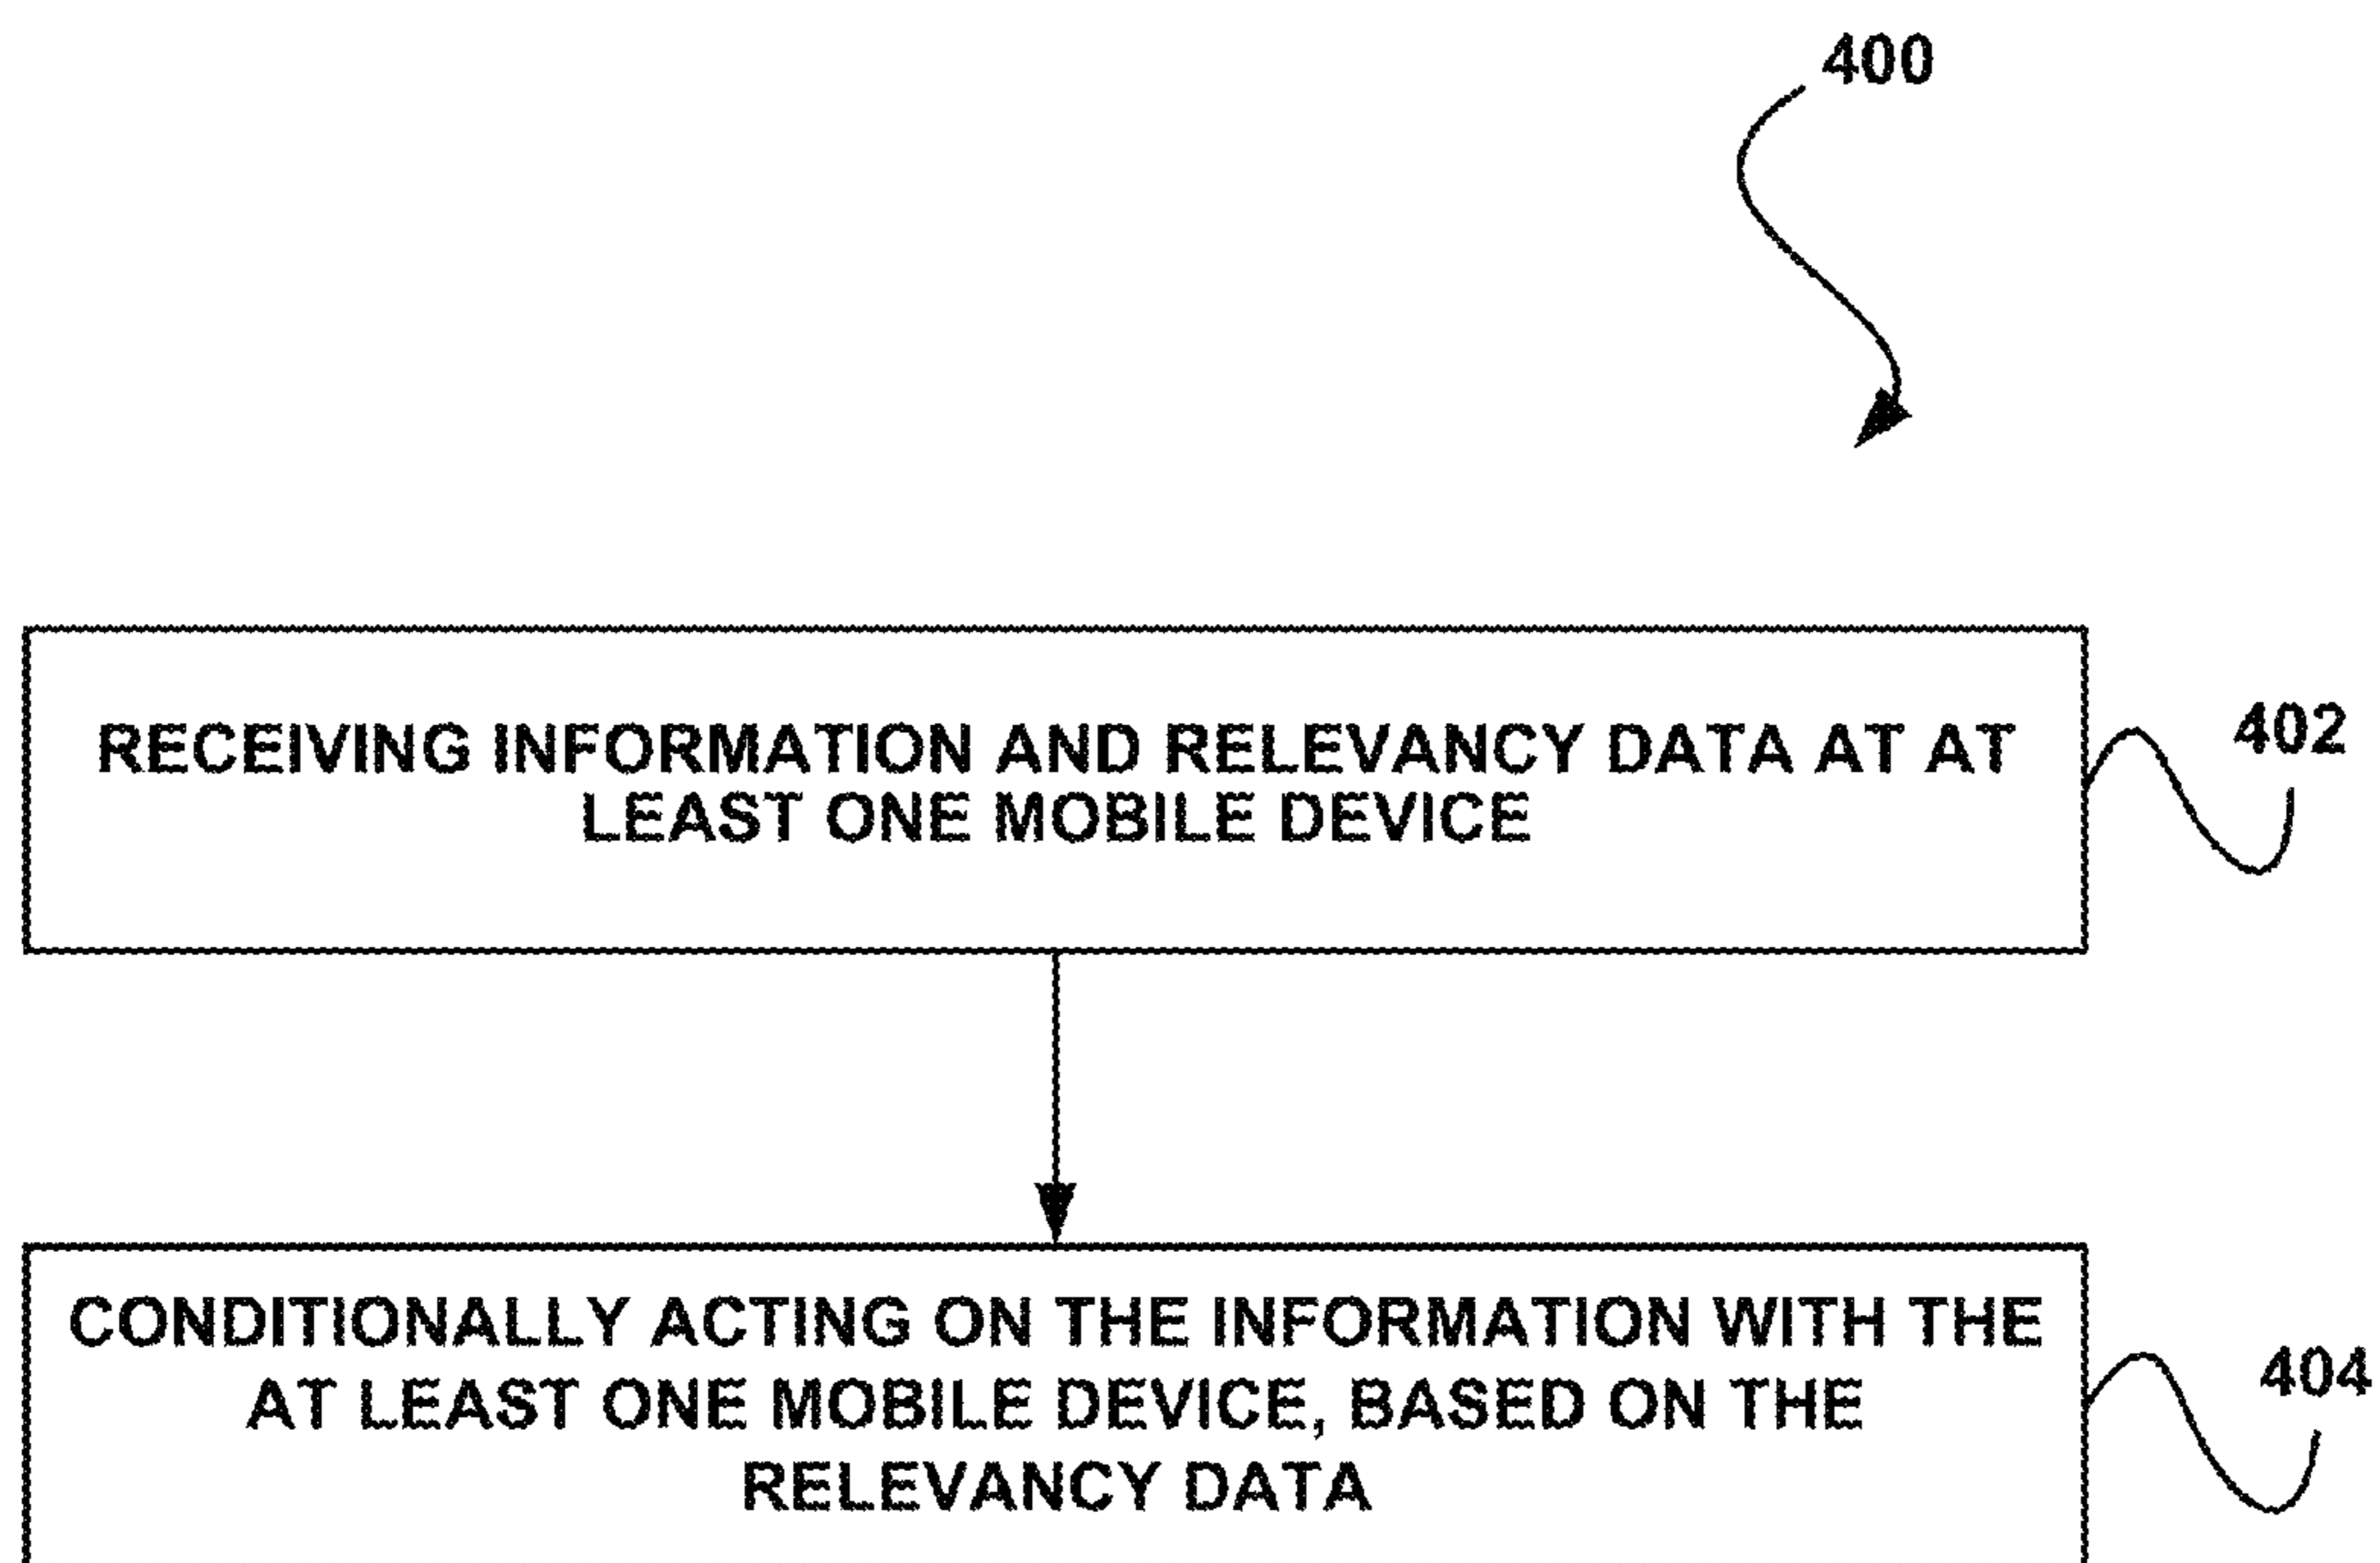 400
RECEIVING INFORMATION AND RELEVANCY DATA AT AT
LEAST ONE MOBILE DEVICE
402
CONDITIONALLY ACTING ON THE INFORMATION WITH THE
AT LEAST ONE MOBILE DEVICE, BASED ON THE
RELEVANCY DATA
404